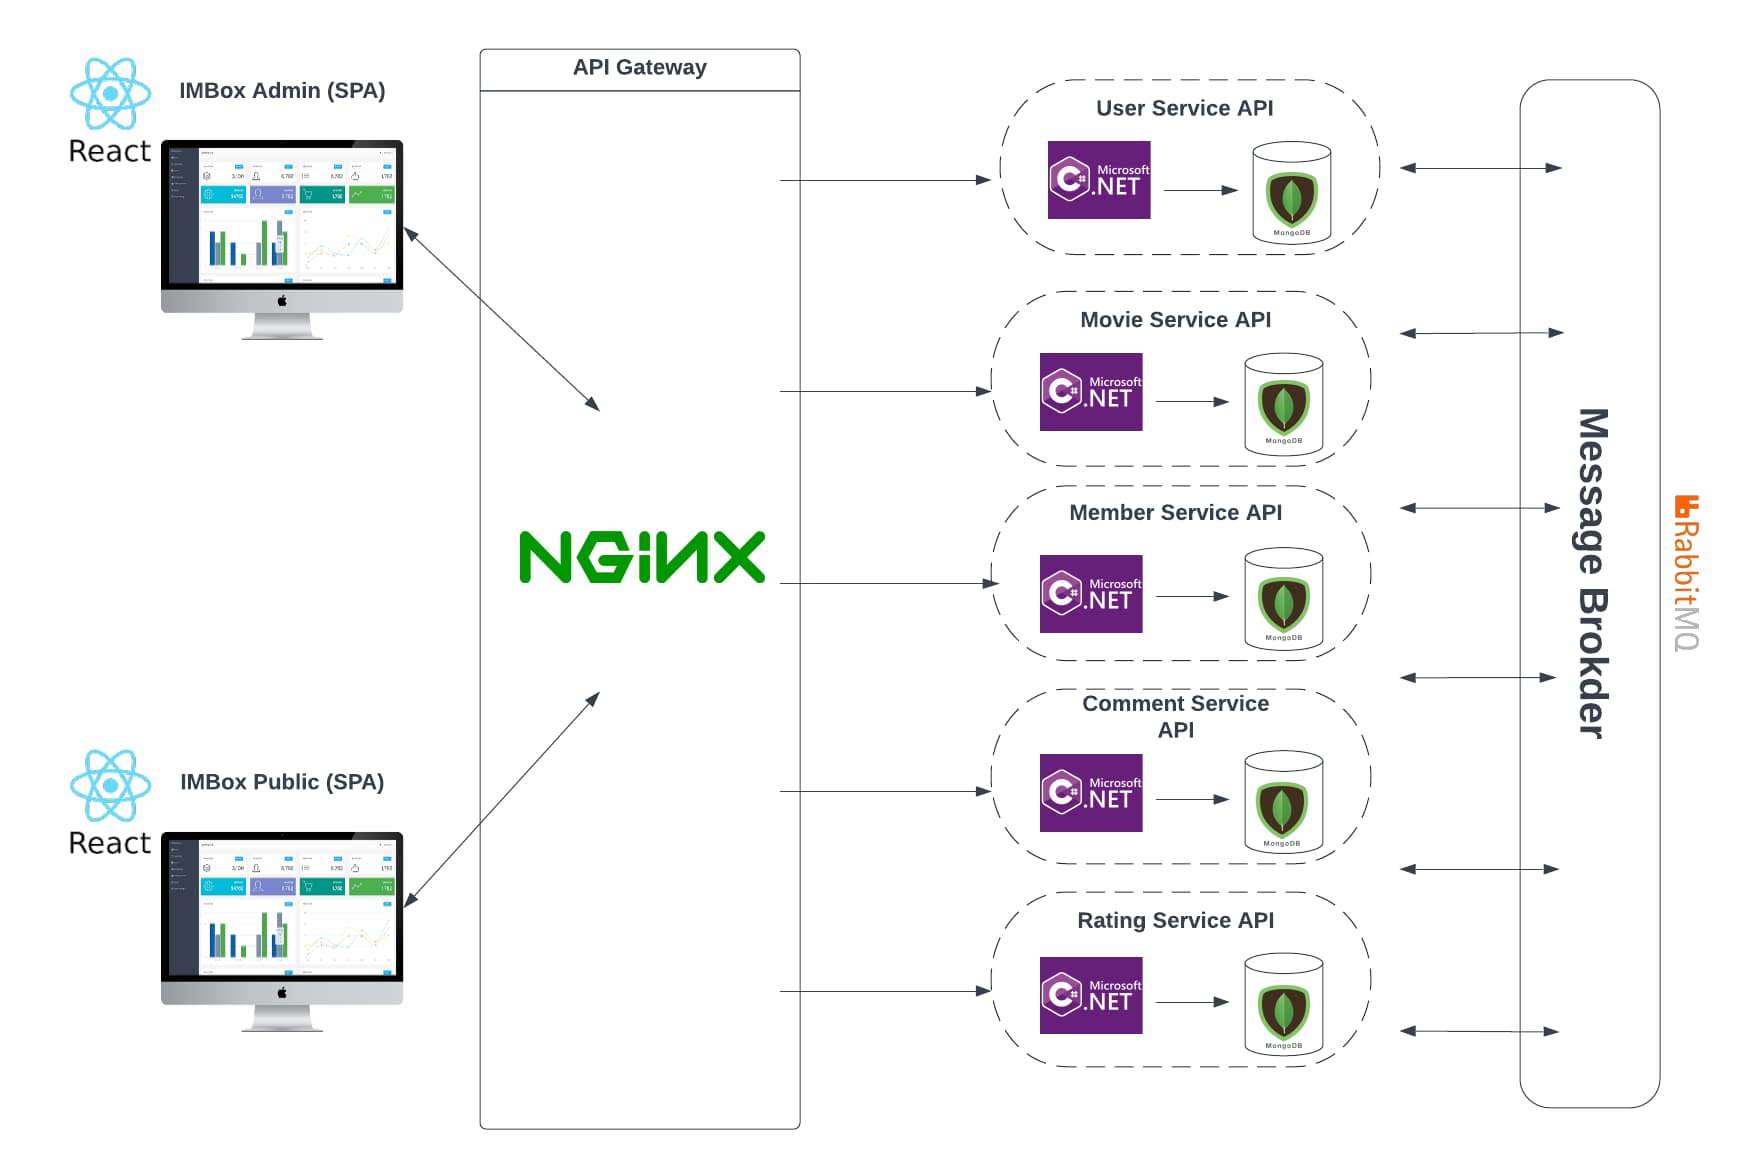 IMBox Admin (SPA)
React
API Gateway
NGINX
IMBox Public (SPA)
React
User Service API
C#
Microsoft
.NET
MongoDB
Movie Service API
C#
Microsoft
.NET
MongoDB
Member Service API
C#
Microsoft
.NET
MongoDB
Comment Service
API
C#
Microsoft
.NET
MongoDB
Rating Service API
C#
Microsoft
.NET
MongoDB
Message Brokder
RabbitMQ